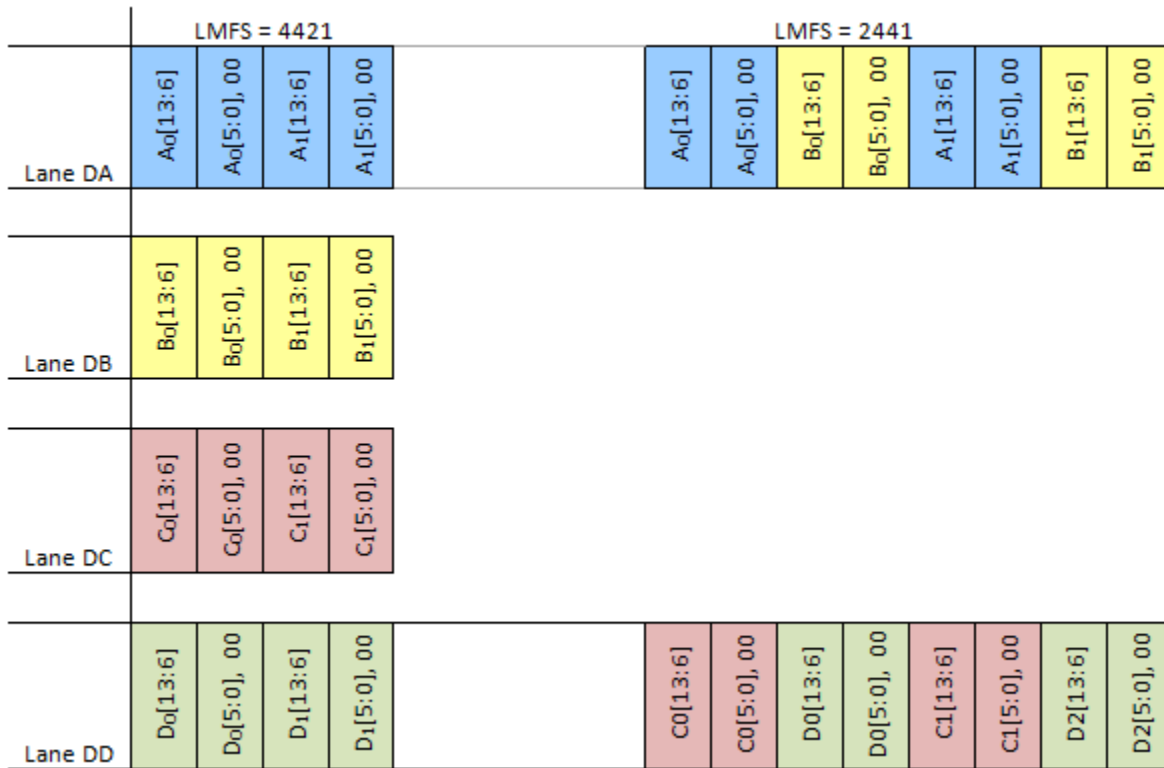 LMFS = 4421
LMFS = 2441
Lane DA
A₀[13:6]
A₀[5:0], 00
A₁[13:6]
A₁[5:0], 00
A₀[13:6]
A₀[5:0], 00
B₀[13:6]
B₀[5:0], 00
A₁[13:6]
A₁[5:0], 00
B₁[13:6]
B₁[5:0], 00
Lane DB
B₀[13:6]
B₀[5:0], 00
B₁[13:6]
B₁[5:0], 00
Lane DC
C₀[13:6]
C₀[5:0], 00
C₁[13:6]
C₁[5:0], 00
Lane DD
D₀[13:6]
D₀[5:0], 00
D₁[13:6]
D₁[5:0], 00
C0[13:6]
C0[5:0], 00
D0[13:6]
D0[5:0], 00
C1[13:6]
C1[5:0], 00
D2[13:6]
D2[5:0], 00